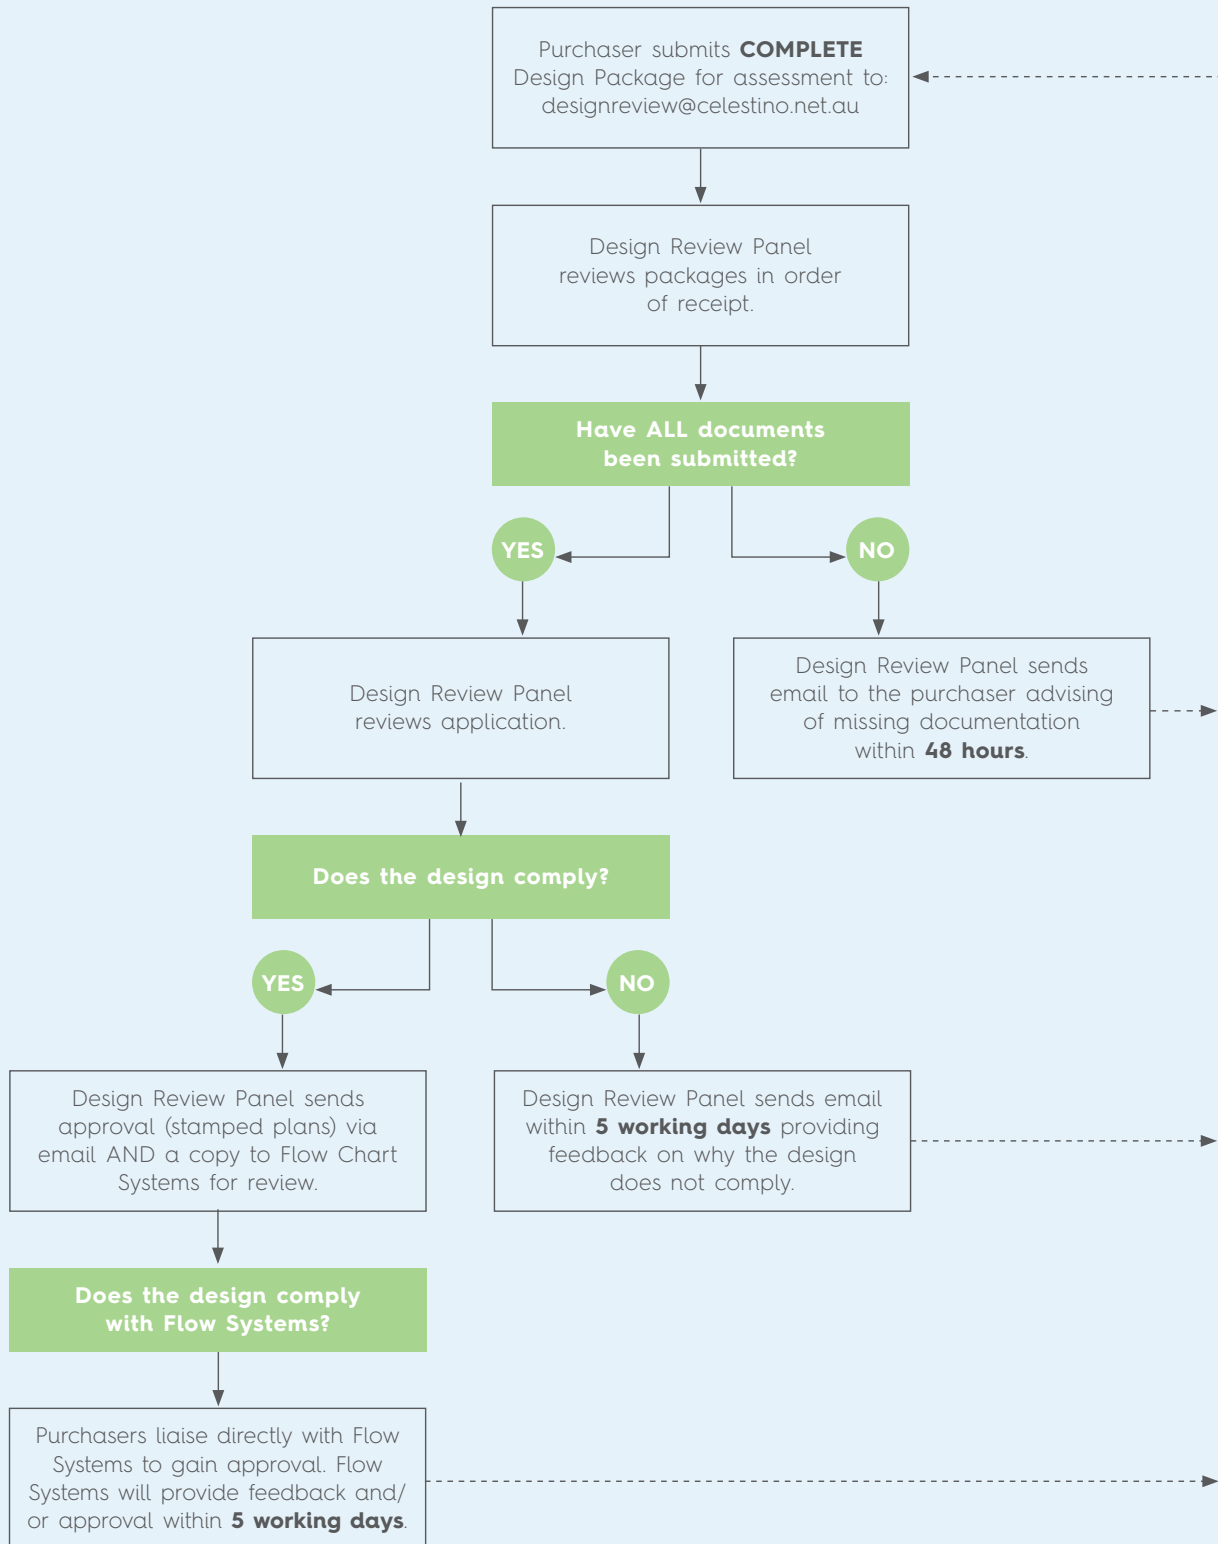 Purchaser submits COMPLETE
Design Package for assessment to:
designreview@celestino.net.au
Design Review Panel
reviews packages in order
of receipt.
Have ALL documents
been submitted?
YES
NO
Design Review Panel
reviews application.
Design Review Panel sends
email to the purchaser advising
of missing documentation
within 48 hours.
Does the design comply?
YES
NO
Design Review Panel sends
approval (stamped plans) via
email AND a copy to Flow Chart
Systems for review.
Design Review Panel sends email
within 5 working days providing
feedback on why the design
does not comply.
Does the design comply
with Flow Systems?
Purchasers liaise directly with Flow
Systems to gain approval. Flow
Systems will provide feedback and/
or approval within 5 working days.